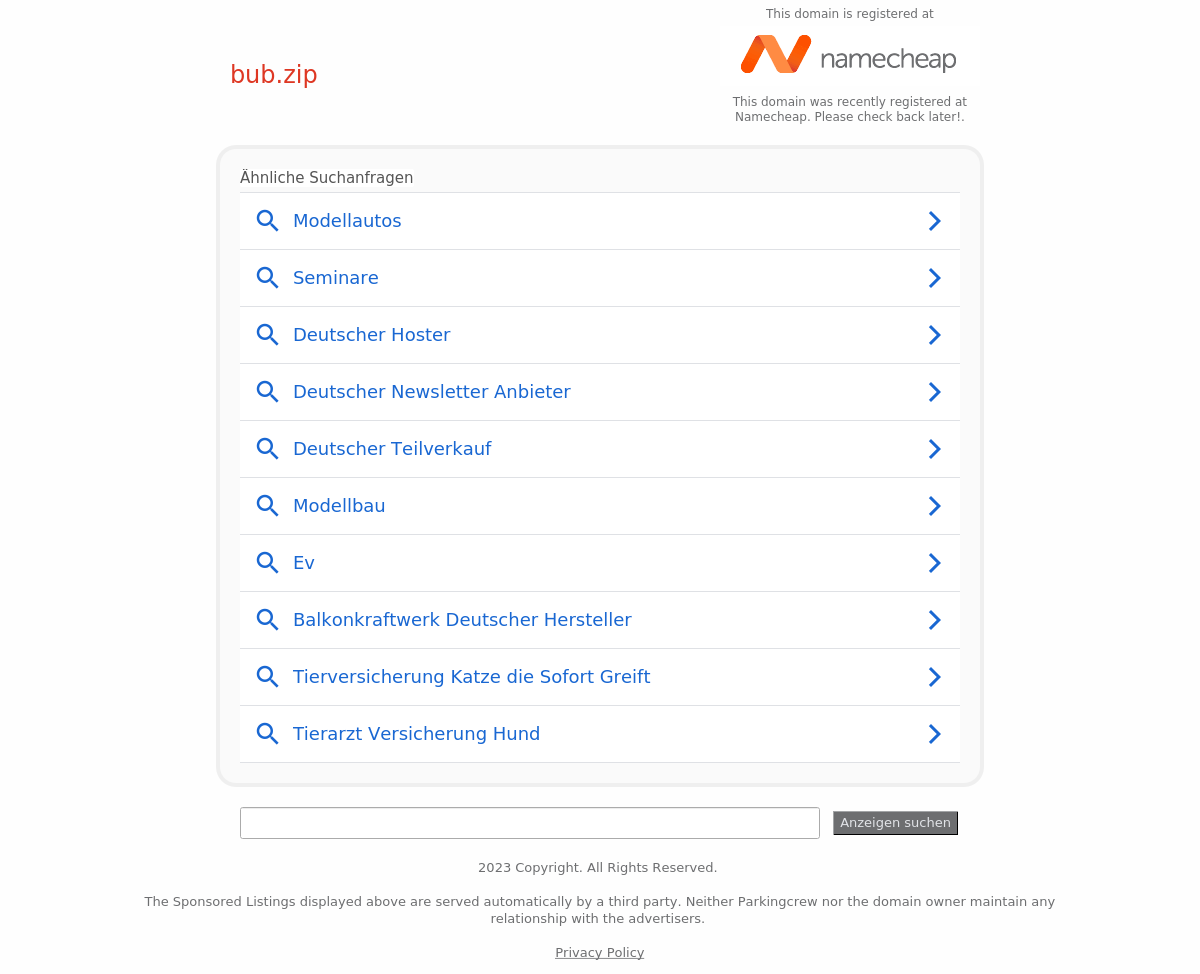 This domain is registered at
namecheap
bub.zip
This domain was recently registered at
Namecheap. Please check back later!.
Ähnliche Suchanfragen
Modellautos
Seminare
Deutscher Hoster
Deutscher Newsletter Anbieter
Deutscher Teilverkauf
Modellbau
Ev
Balkonkraftwerk Deutscher Hersteller
Tierversicherung Katze die Sofort Greift
Tierarzt Versicherung Hund
Anzeigen suchen
2023 Copyright. All Rights Reserved.
The Sponsored Listings displayed above are served automatically by a third party. Neither Parkingcrew nor the domain owner maintain any
relationship with the advertisers.
Privacy Policy